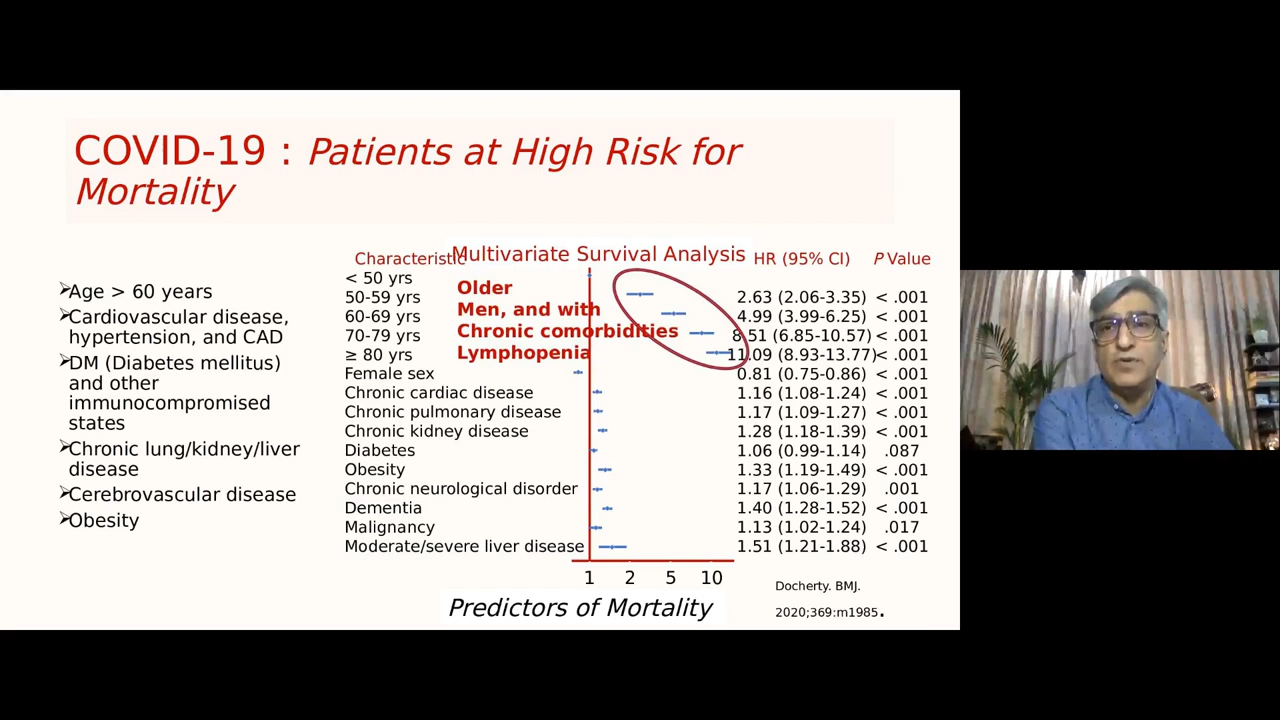 COVID-19 : Patients at High Risk for
Mortality
Age > 60 years
Cardiovascular disease,
hypertension, and CAD
DM (Diabetes mellitus)
and other
immunocompromised
states
Chronic lung/kidney/liver
disease
Cerebrovascular disease
Obesity
Characteristic Multivariate Survival Analysis HR (95% CI) P Value
Older
Men, and with
Chronic comorbidities
Lymphopenia
< 50 yrs
50-59 yrs 2.63 (2.06-3.35) < .001
60-69 yrs 4.99 (3.99-6.25) < .001
70-79 yrs 8.51 (6.85-10.57) < .001
≥ 80 yrs 11.09 (8.93-13.77) < .001
Female sex 0.81 (0.75-0.86) < .001
Chronic cardiac disease 1.16 (1.08-1.24) < .001
Chronic pulmonary disease 1.17 (1.09-1.27) < .001
Chronic kidney disease 1.28 (1.18-1.39) < .001
Diabetes 1.06 (0.99-1.14) .087
Obesity 1.33 (1.19-1.49) < .001
Chronic neurological disorder 1.17 (1.06-1.29) .001
Dementia 1.40 (1.28-1.52) < .001
Malignancy 1.13 (1.02-1.24) .017
Moderate/severe liver disease 1.51 (1.21-1.88) < .001
1 2 5 10
Predictors of Mortality
Docherty. BMJ.
2020;369:m1985.